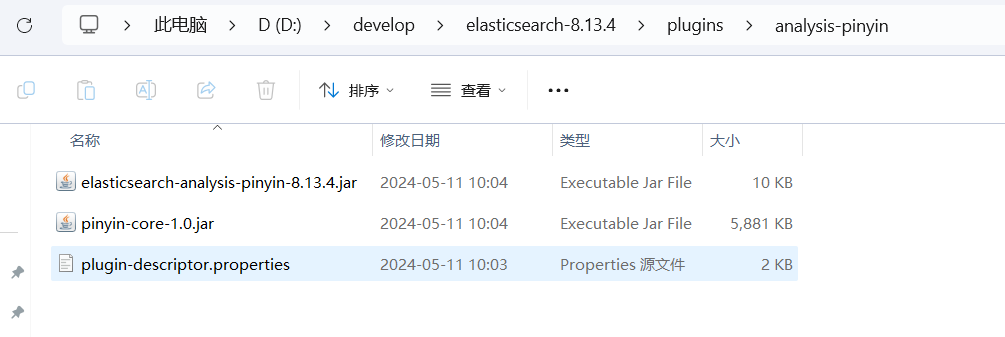 此电脑 D (D:) develop elasticsearch-8.13.4 plugins analysis-pinyin
排序 查看
名称 修改日期 类型 大小
elasticsearch-analysis-pinyin-8.13.4.jar 2024-05-11 10:04 Executable Jar File 10 KB
pinyin-core-1.0.jar 2024-05-11 10:04 Executable Jar File 5,881 KB
plugin-descriptor.properties 2024-05-11 10:03 Properties 源文件 2 KB